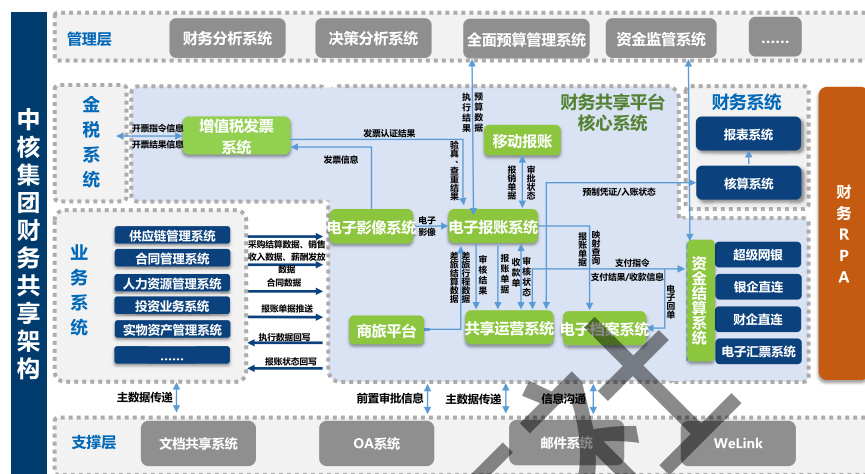 中核集团财务共享架构
管理层
财务分析系统
决策分析系统
全面预算管理系统
资金监管系统
......
金税系统
开票指令信息
开票结果信息
增值税发票
系统
发票认证结果
发票信息
验真、查重结果
执行结果
预算数据
财务共享平台
核心系统
移动报账
报销单据
审批状态
预制凭证/入账状态
财务系统
报表系统
核算系统
财务RPA
业务系统
供应链管理系统
合同管理系统
人力资源管理系统
投资业务系统
实物资产管理系统
......
采购结算数据、销售
收入数据、薪酬发放
数据
合同数据
报账单据推送
执行数据回写
报账状态回写
电子影像系统
电子
影像
电子报账系统
差旅结算数据
差旅行程数据
审核结果
报账单据
收款单
审核状态
报账单据
映射查询
支付指令
支付结果/收款信息
电子回单
商旅平台
共享运营系统
电子档案系统
资金结算系统
超级网银
银企直连
财企直连
电子汇票系统
主数据传递
前置审批信息
主数据传递
信息沟通
支撑层
文档共享系统
OA系统
邮件系统
WeLink
社